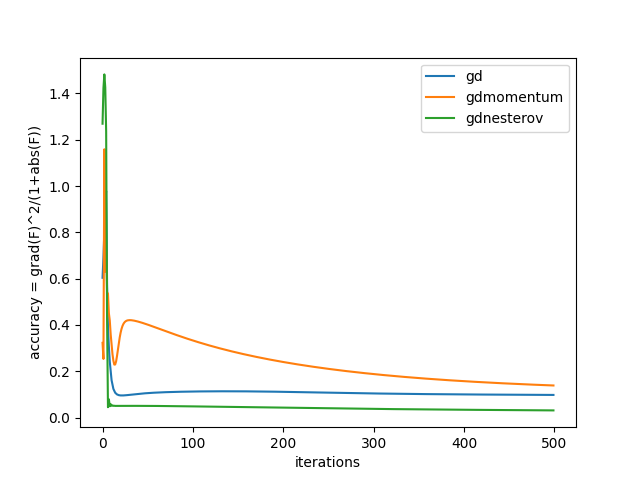 gd
gdmomentum
gdnesterov
accuracy = grad(F)^2/(1+abs(F))
1.4
1.2
1.0
0.8
0.6
0.4
0.2
0.0
0 100 200 300 400 500
iterations